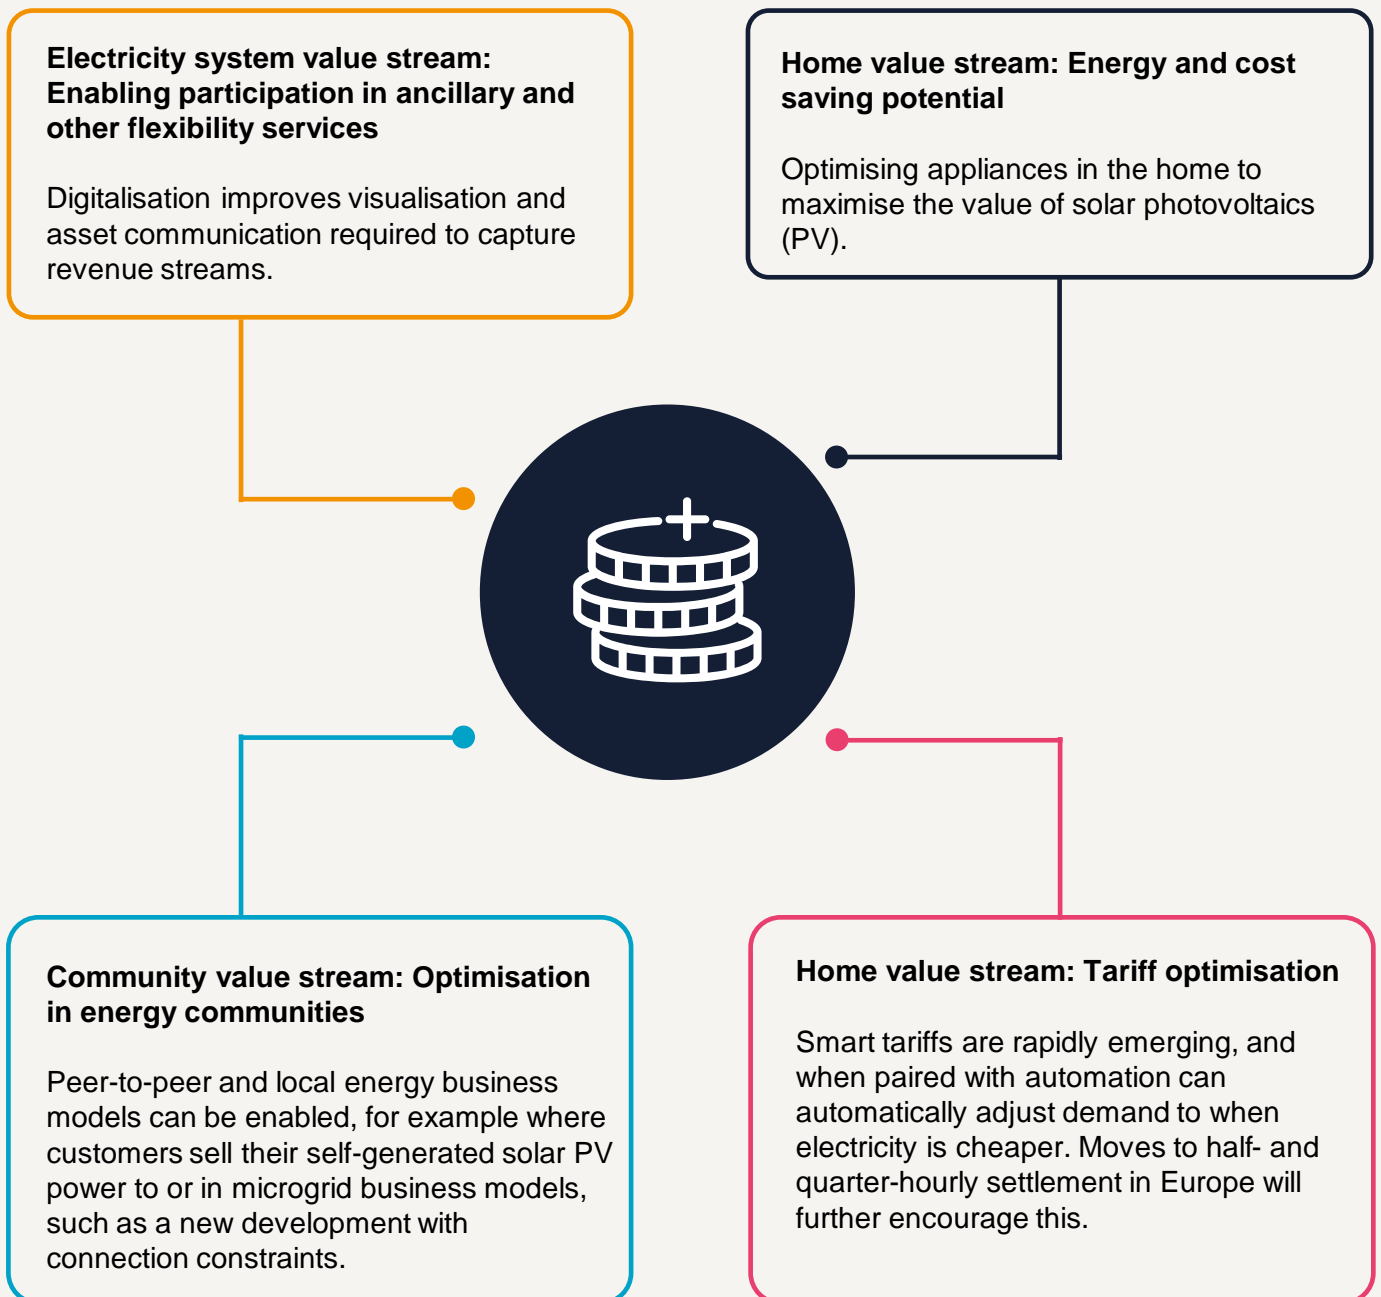 Electricity system value stream:
Enabling participation in ancillary and
other flexibility services
Digitalisation improves visualisation and
asset communication required to capture
revenue streams.
Home value stream: Energy and cost
saving potential
Optimising appliances in the home to
maximise the value of solar photovoltaics
(PV).
Community value stream: Optimisation
in energy communities
Peer-to-peer and local energy business
models can be enabled, for example where
customers sell their self-generated solar PV
power to or in microgrid business models,
such as a new development with
connection constraints.
Home value stream: Tariff optimisation
Smart tariffs are rapidly emerging, and
when paired with automation can
automatically adjust demand to when
electricity is cheaper. Moves to half- and
quarter-hourly settlement in Europe will
further encourage this.